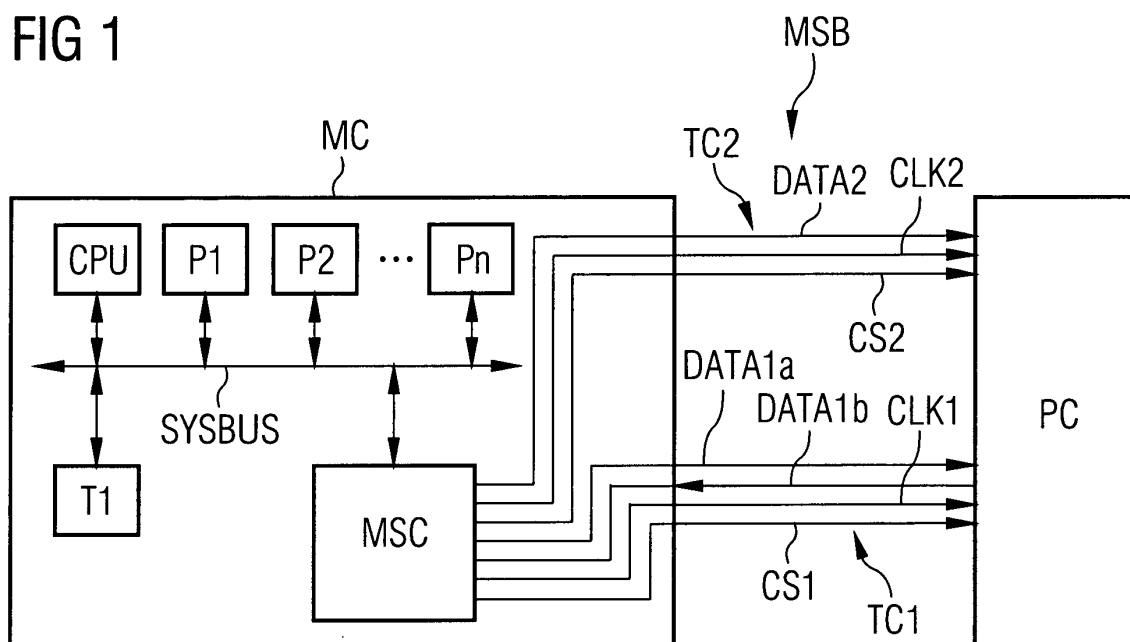 FIG 1
MSB
MC
TC2
DATA2
CLK2
CPU
P1
P2
...
Pn
CS2
SYSBUS
DATA1a
DATA1b
CLK1
PC
T1
MSC
CS1
TC1